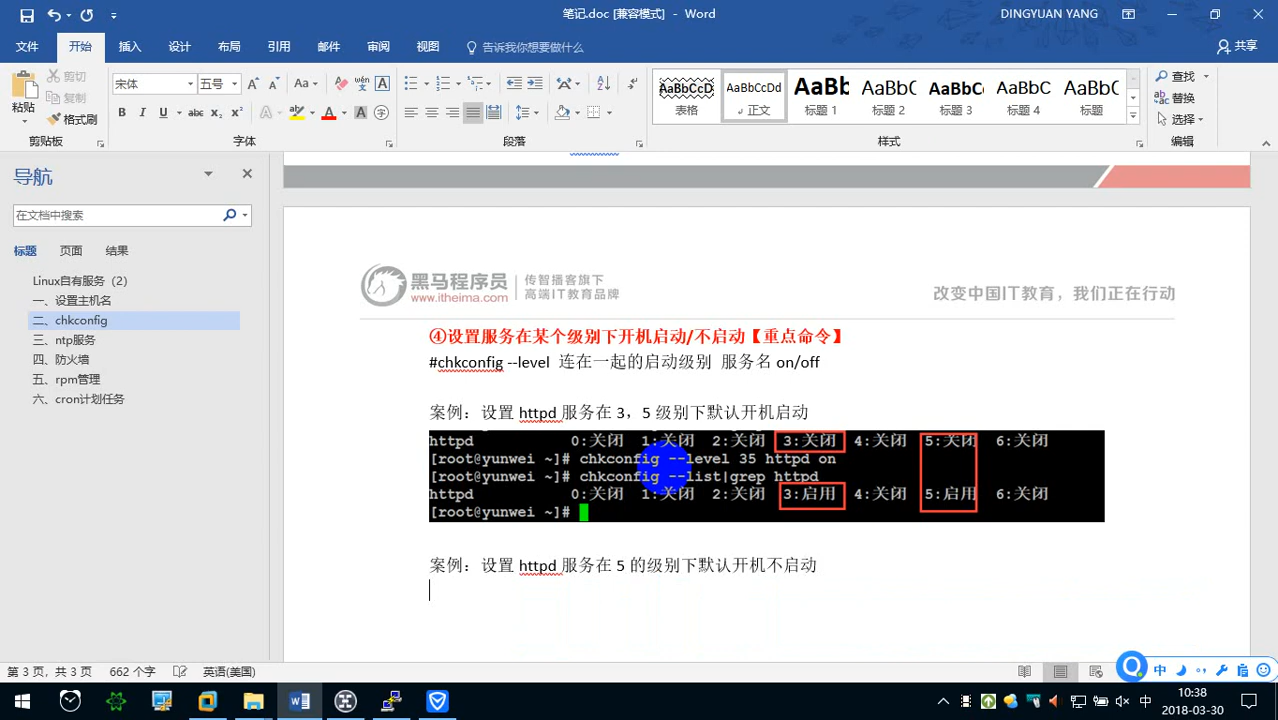 笔记.doc [兼容模式] - Word
DINGYUAN YANG
文件 开始 插入 设计 布局 引用 邮件 审阅 视图 告诉我你想要做什么 共享
粘贴
剪切
复制
格式刷
剪贴板
宋体 五号
字体
段落
AaBbCcD 表格
AaBbCcDd 正文
AaBb 标题 1
AaBbC 标题 2
AaBbCc 标题 3
AaBbCc 标题 4
AaBbC 标题
样式
查找
替换
选择
编辑
导航
在文档中搜索
标题 页面 结果
Linux自有服务（2）
一、设置主机名
二、chkconfig
三、ntp服务
四、防火墙
五、rpm管理
六、cron计划任务
黑马程序员
www.itheima.com
传智播客旗下
高端IT教育品牌
改变中国IT教育，我们正在行动
④设置服务在某个级别下开机启动/不启动【重点命令】
#chkconfig --level 连在一起的启动级别 服务名 on/off
案例：设置 httpd 服务在 3，5 级别下默认开机启动
httpd 0:关闭 1:关闭 2:关闭 3:关闭 4:关闭 5:关闭 6:关闭
[root@yunwei ~]# chkconfig --level 35 httpd on
[root@yunwei ~]# chkconfig --list|grep httpd
httpd 0:关闭 1:关闭 2:关闭 3:启用 4:关闭 5:启用 6:关闭
[root@yunwei ~]#
案例：设置 httpd 服务在 5 的级别下默认开机不启动
第 3 页，共 3 页 662 个字 英语(美国)
中
中
10:38
2018-03-30